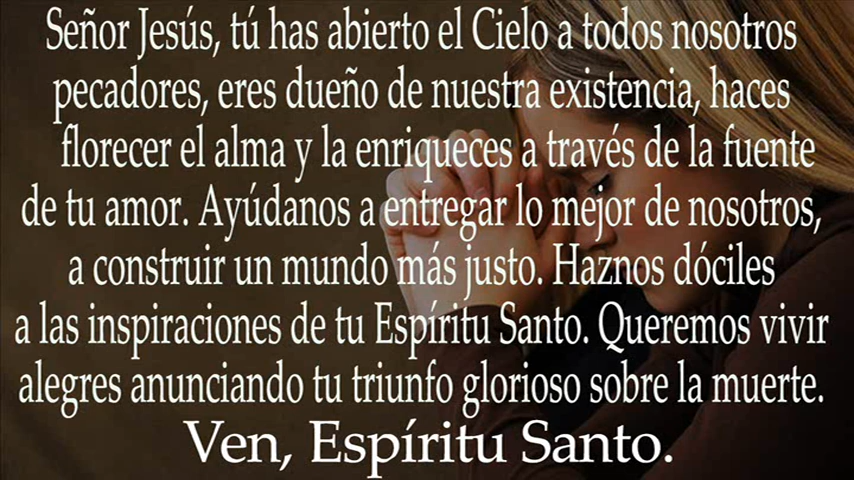 Señor Jesús, tú has abierto el Cielo a todos nosotros
pecadores, eres dueño de nuestra existencia, haces
florecer el alma y la enriqueces a través de la fuente
de tu amor. Ayúdanos a entregar lo mejor de nosotros,
a construir un mundo más justo. Haznos dóciles
a las inspiraciones de tu Espíritu Santo. Queremos vivir
alegres anunciando tu triunfo glorioso sobre la muerte.
Ven, Espíritu Santo.